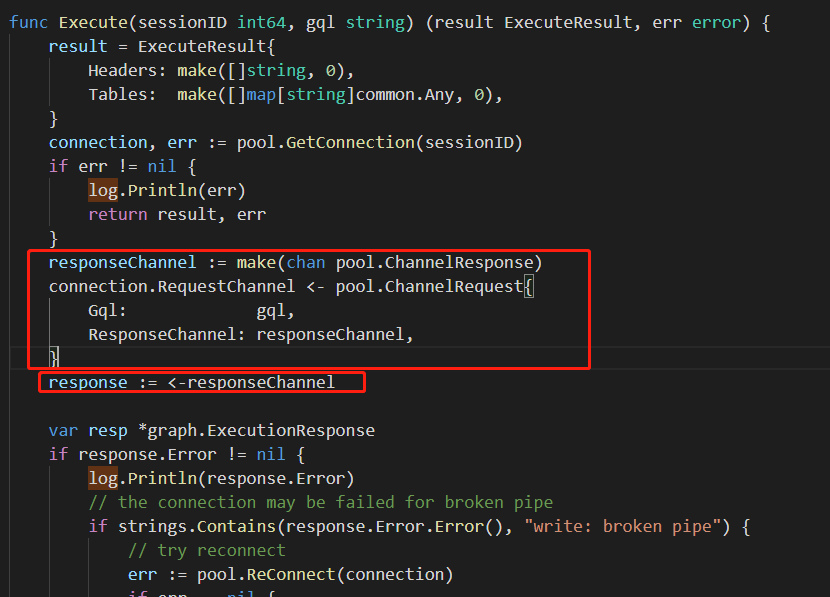 func Execute(sessionID int64, gql string) (result ExecuteResult, err error) {
    result = ExecuteResult{
        Headers: make([]string, 0),
        Tables:  make([]map[string]common.Any, 0),
    }
    connection, err := pool.GetConnection(sessionID)
    if err != nil {
        log.Println(err)
        return result, err
    }
    responseChannel := make(chan pool.ChannelResponse)
    connection.RequestChannel <- pool.ChannelRequest{
        Gql:             gql,
        ResponseChannel: responseChannel,
    }
    response := <-responseChannel

    var resp *graph.ExecutionResponse
    if response.Error != nil {
        log.Println(response.Error)
        // the connection may be failed for broken pipe
        if strings.Contains(response.Error.Error(), "write: broken pipe") {
            // try reconnect
            err := pool.ReConnect(connection)